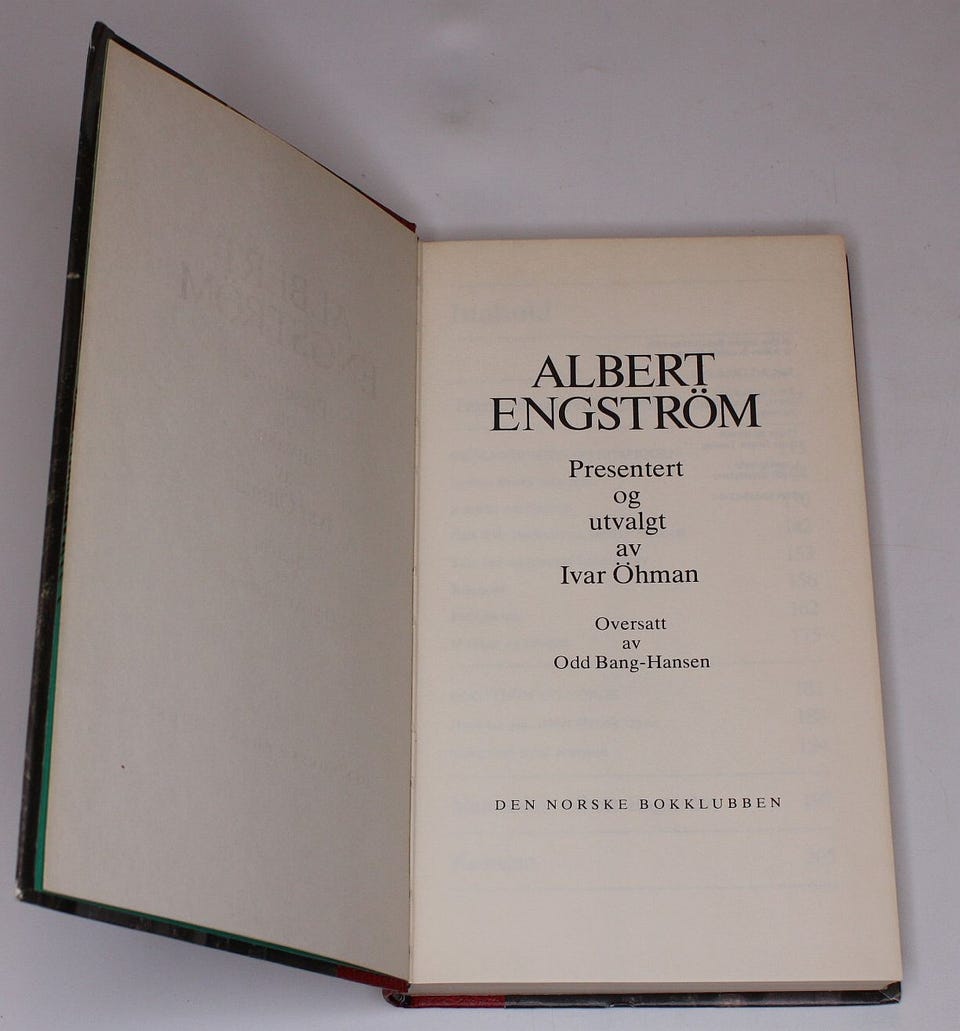 ALBERT
ENGSTRÖM
Presentert
og
utvalgt
av
Ivar Öhman
Oversatt
av
Odd Bang-Hansen
DEN NORSKE BOKKLUBBEN